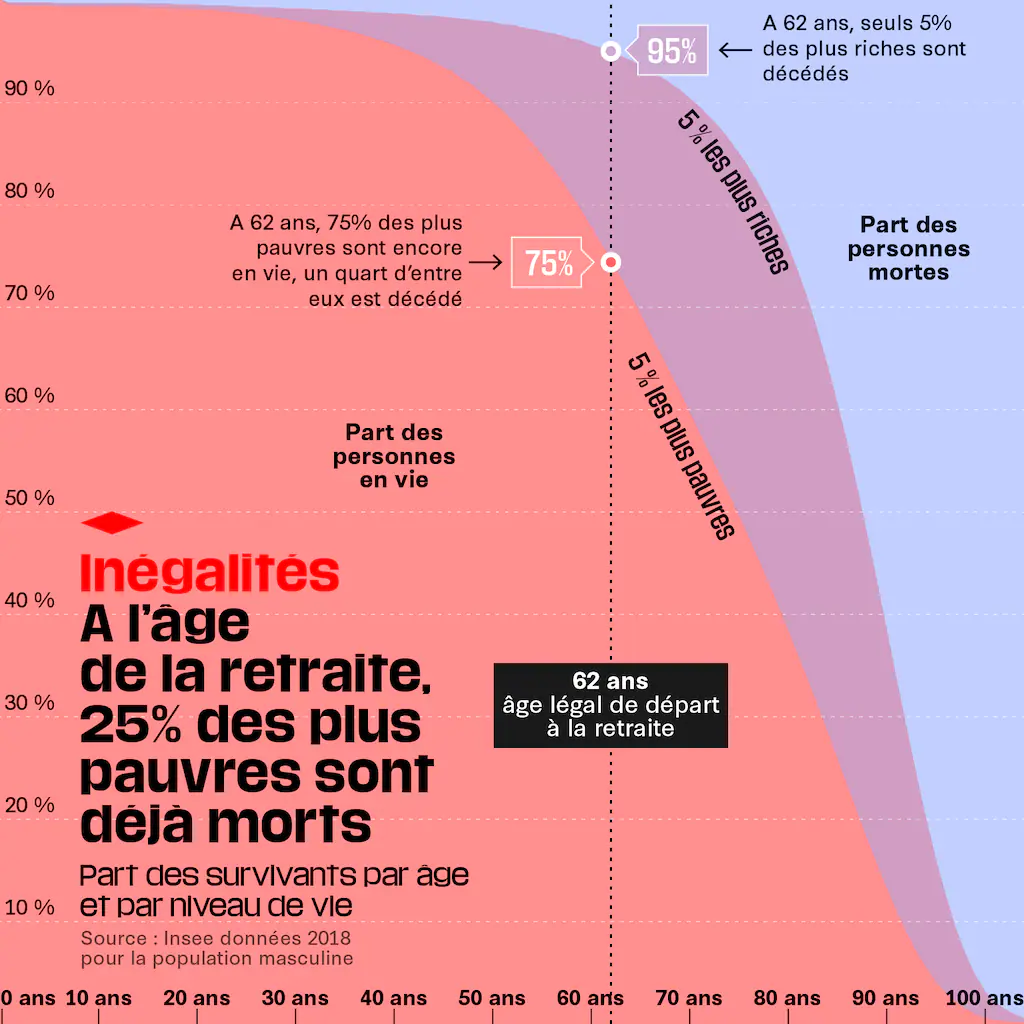 A 62 ans, seuls 5%
des plus riches sont
décédés
95%
90 %
5 % les plus riches
80 %
A 62 ans, 75% des plus
pauvres sont encore
en vie, un quart d'entre
eux est décédé
75%
Part des
personnes
mortes
70 %
5 % les plus pauvres
60 %
Part des
personnes
en vie
50 %
Inégalités
A l'âge
de la retraite,
25% des plus
pauvres sont
déjà morts
40 %
62 ans
âge légal de départ
à la retraite
30 %
20 %
Part des survivants par âge
et par niveau de vie
10 %
Source : Insee données 2018
pour la population masculine
0 ans 10 ans 20 ans 30 ans 40 ans 50 ans 60 ans 70 ans 80 ans 90 ans 100 ans